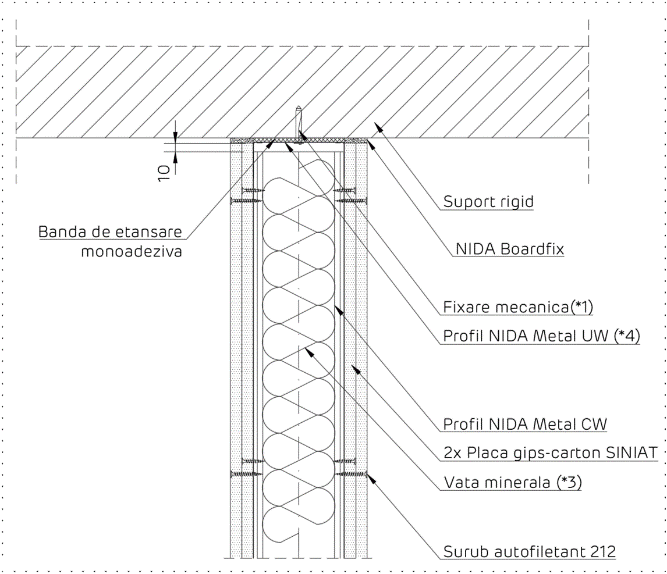 10
Suport rigid
Banda de etansare
monoadeziva
NIDA Boardfix
Fixare mecanica(*1)
Profil NIDA Metal UW (*4)
Profil NIDA Metal CW
2x Placa gips-carton SINIAT
Vata minerala (*3)
Surub autofiletant 212